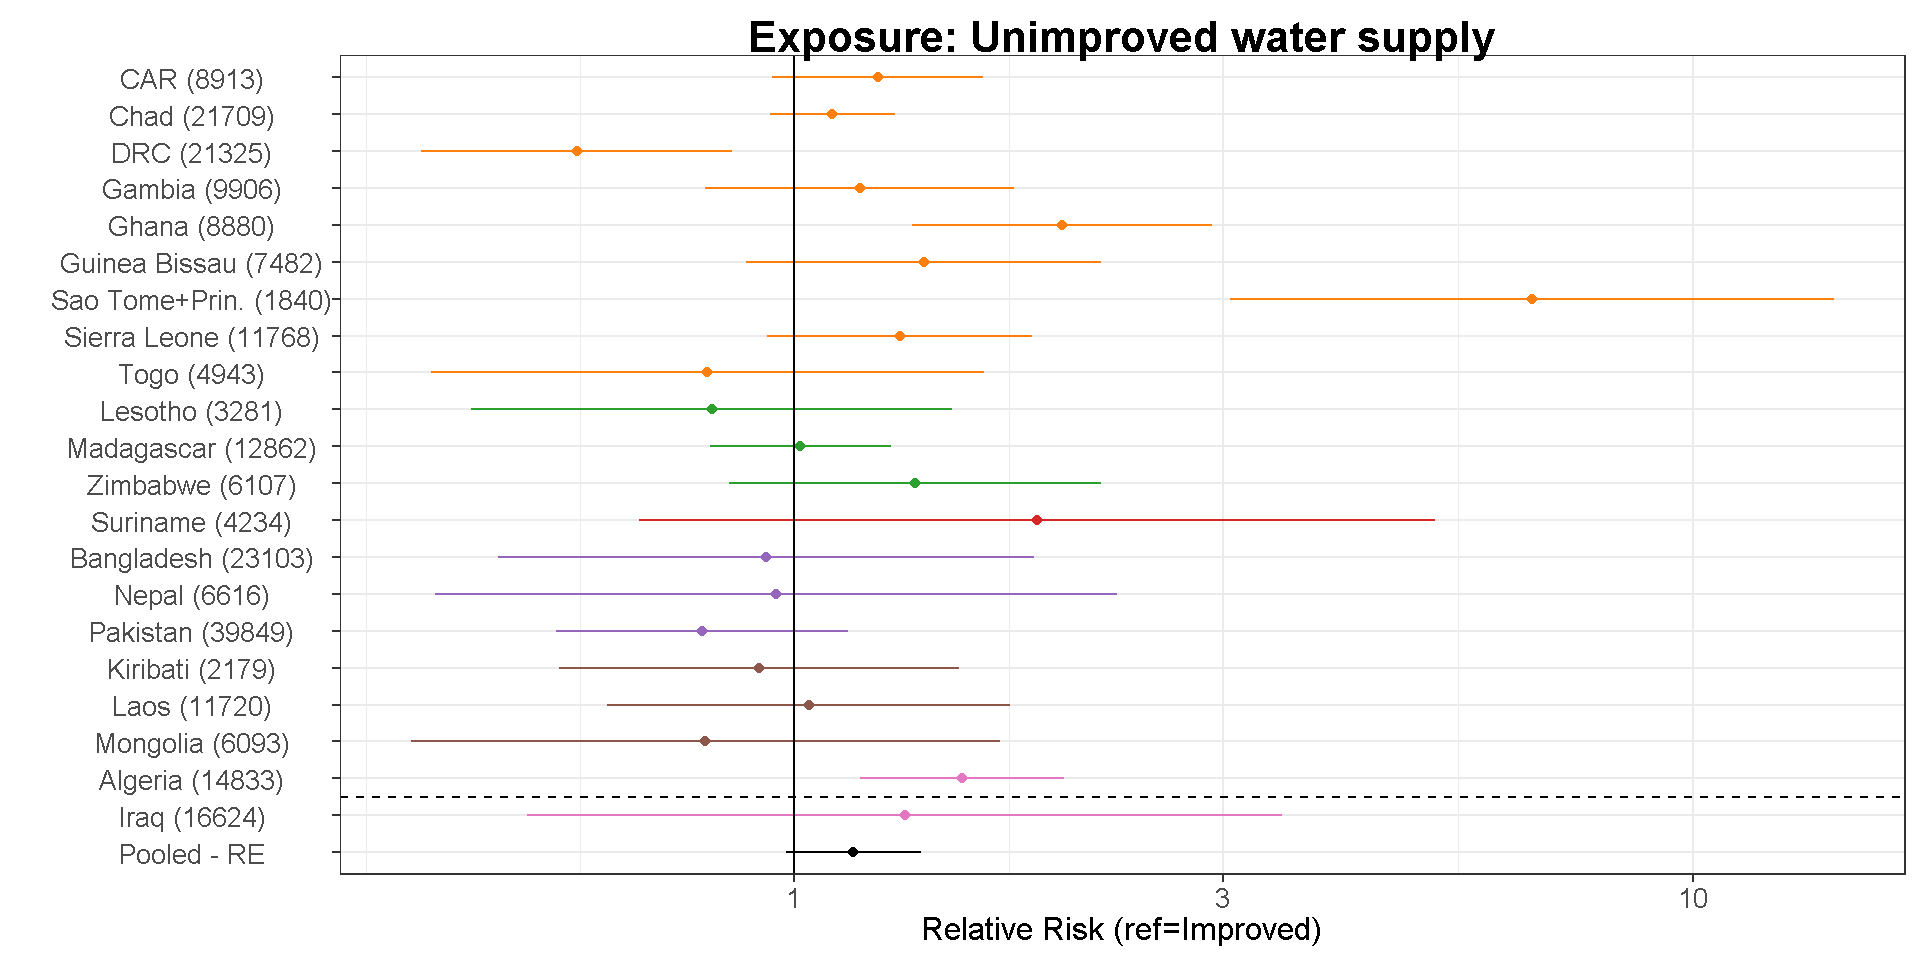 Exposure: Unimproved water supply
CAR (8913)
Chad (21709)
DRC (21325)
Gambia (9906)
Ghana (8880)
Guinea Bissau (7482)
Sao Tome+Prin. (1840)
Sierra Leone (11768)
Togo (4943)
Lesotho (3281)
Madagascar (12862)
Zimbabwe (6107)
Suriname (4234)
Bangladesh (23103)
Nepal (6616)
Pakistan (39849)
Kiribati (2179)
Laos (11720)
Mongolia (6093)
Algeria (14833)
Iraq (16624)
Pooled - RE
1 3 10
Relative Risk (ref=Improved)